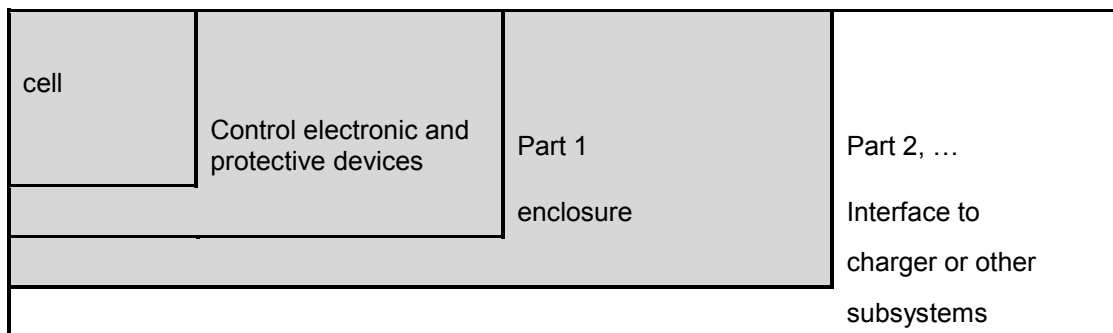 cell
Control electronic and
protective devices
Part 1
enclosure
Part 2, …
Interface to
charger or other
subsystems